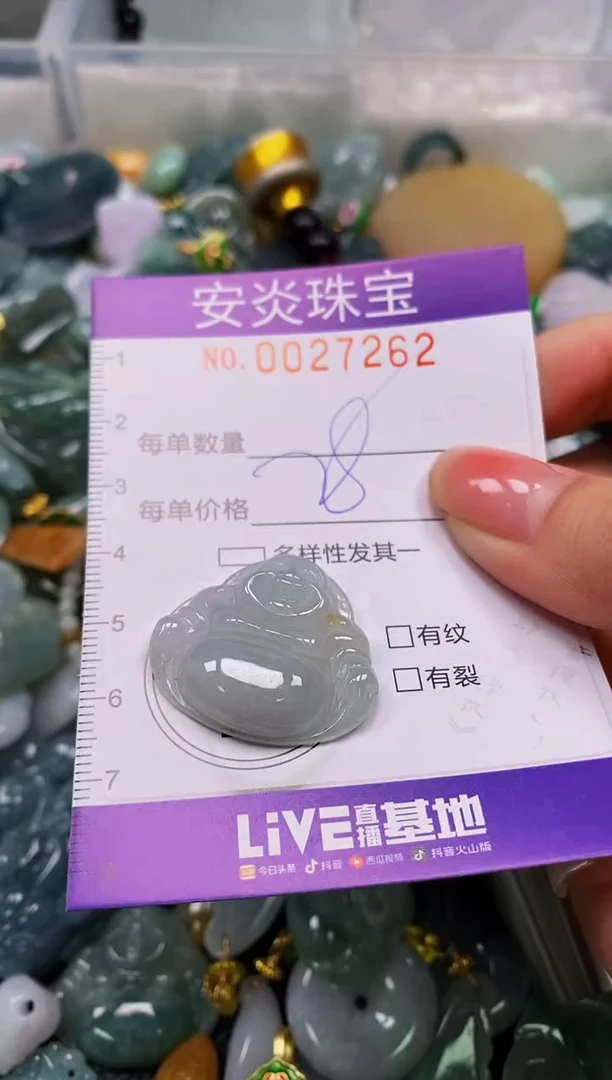 安炎珠宝
NO. 0027262
1
2
每单数量
3
每单价格
4
多样性发其一
5
有纹
有裂
6
7
LiVE直播基地
今日头条 抖音 西瓜视频 抖音火山版